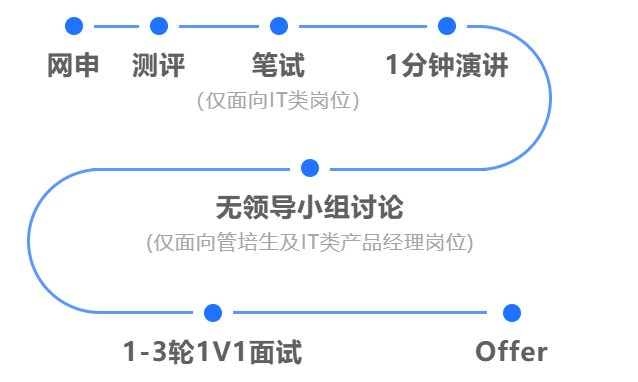 网申 测评 笔试 1分钟演讲
(仅面向IT类岗位)
无领导小组讨论
(仅面向管培生及IT类产品经理岗位)
1-3轮1V1面试 Offer